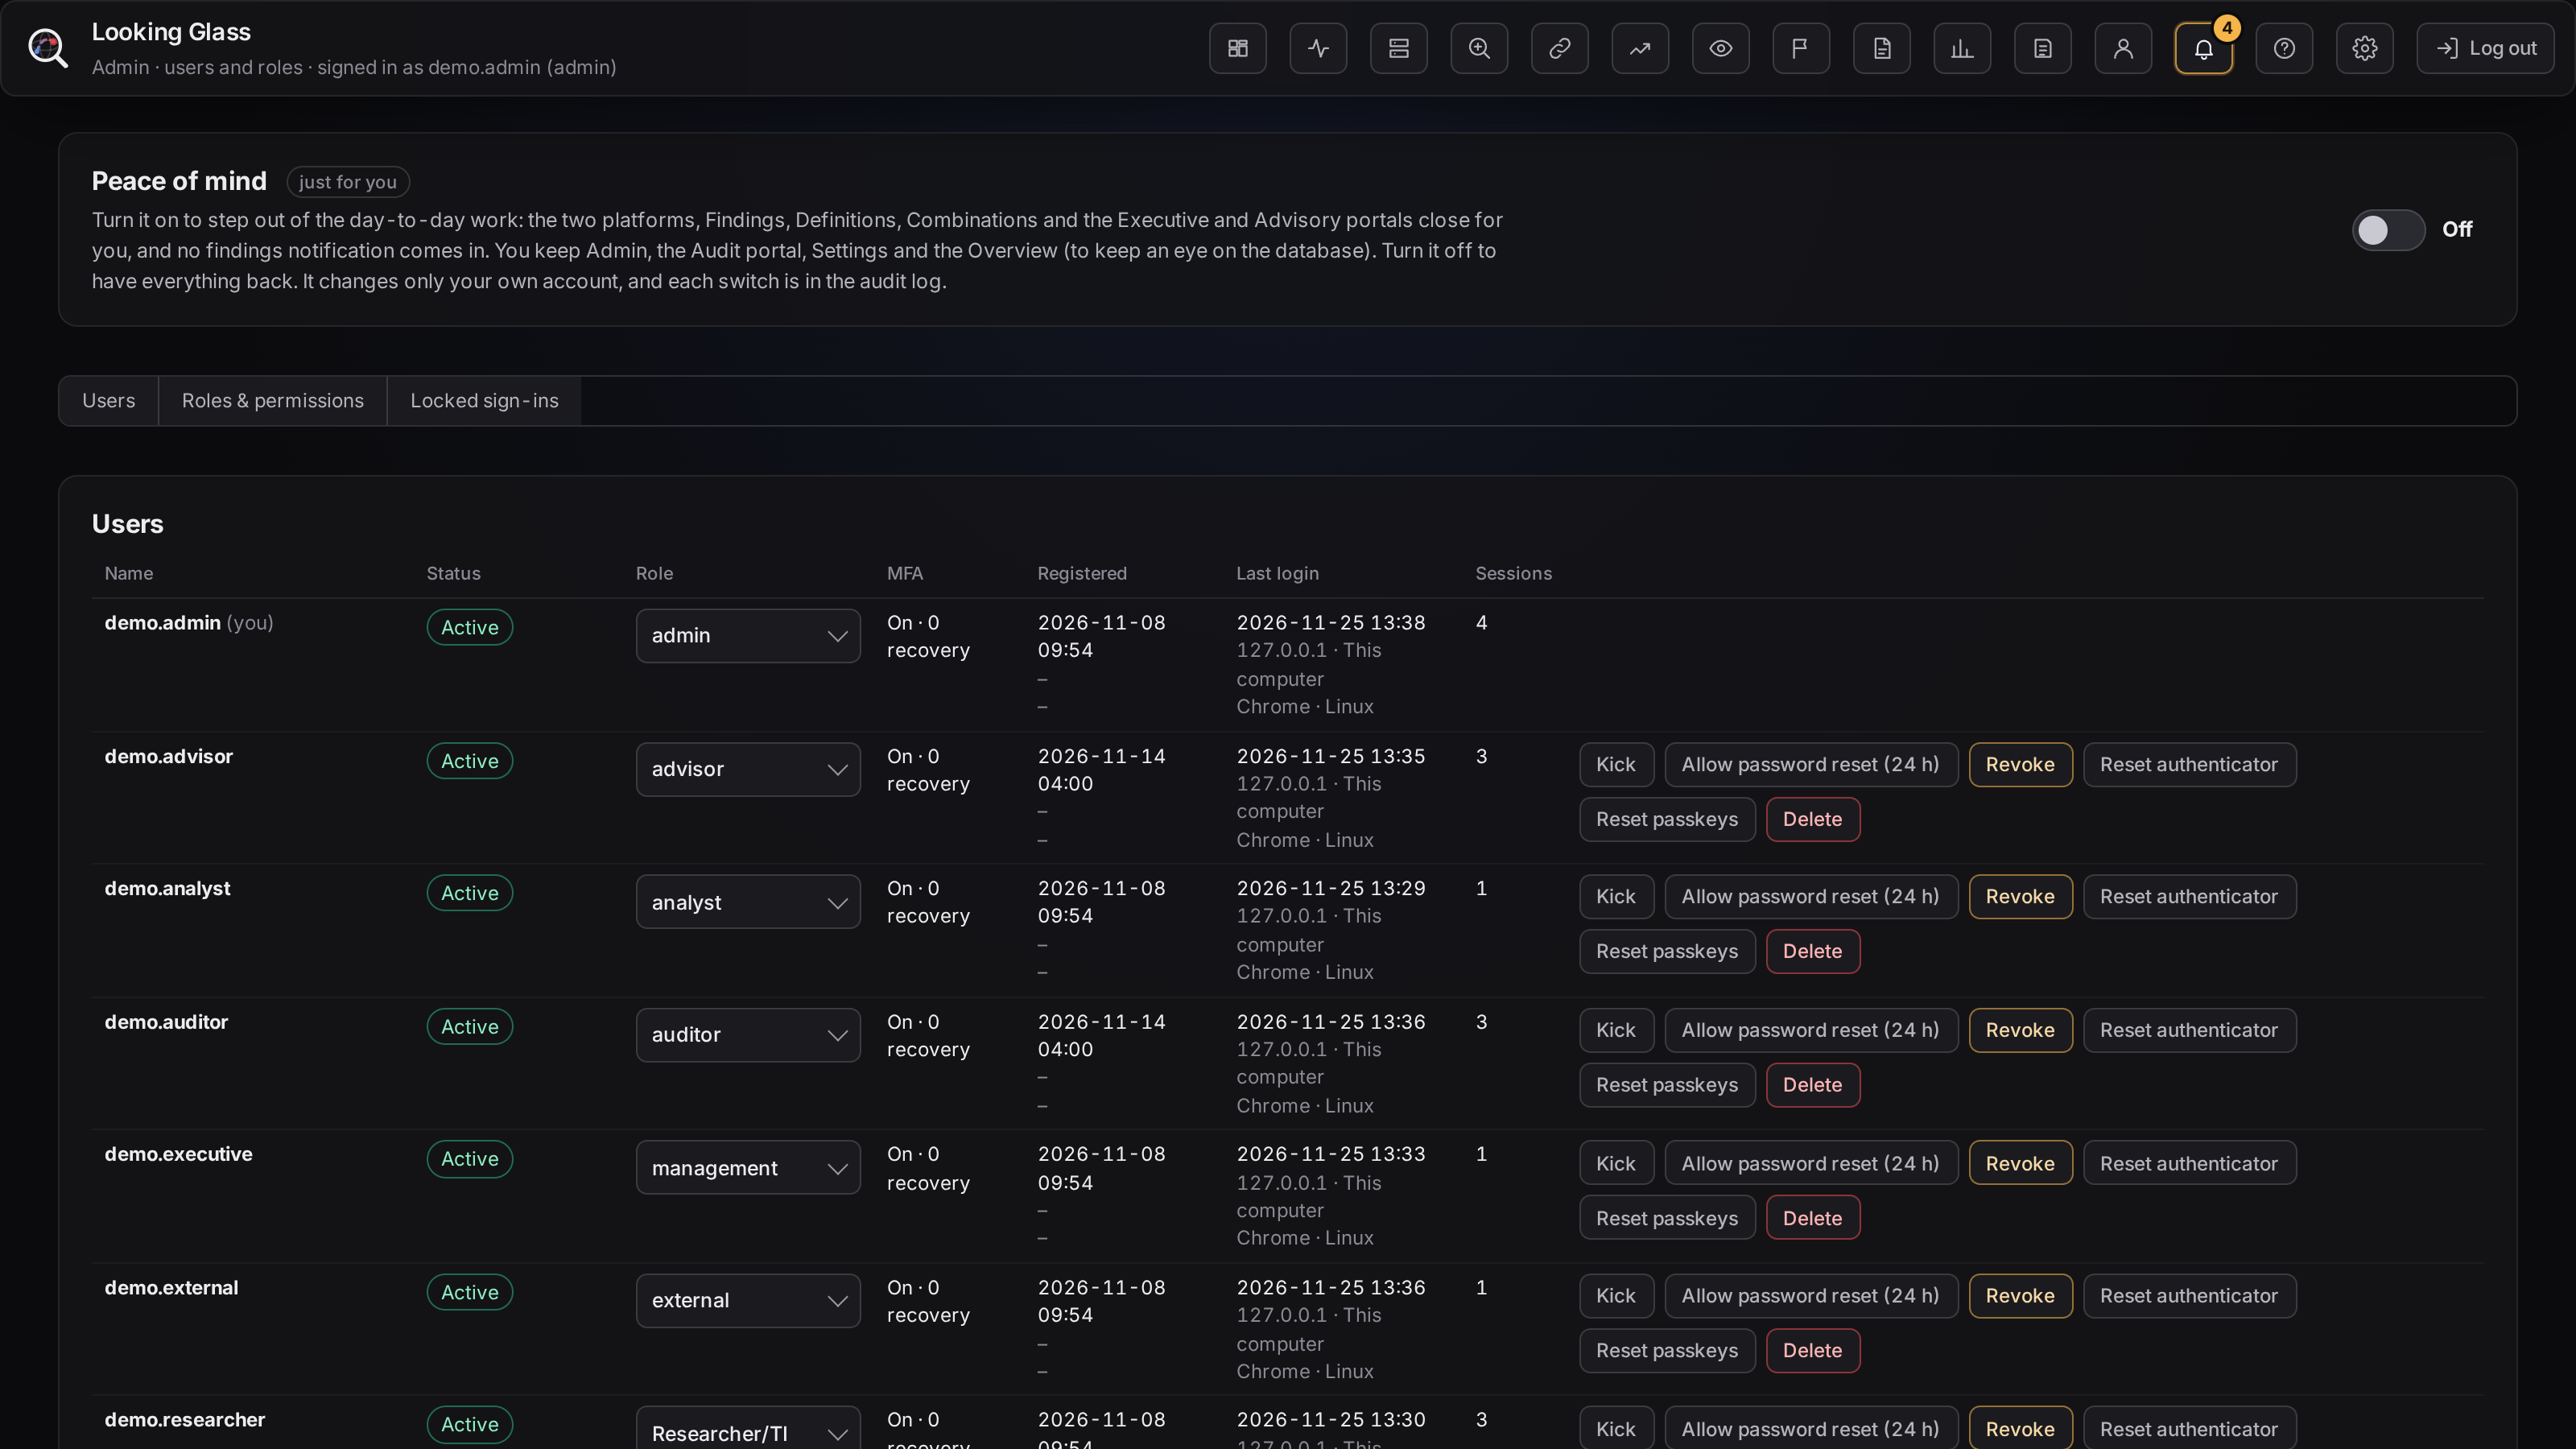 Looking Glass
Admin · users and roles · signed in as demo.admin (admin)
4
Log out
Peace of mind just for you
Turn it on to step out of the day-to-day work: the two platforms, Findings, Definitions, Combinations and the Executive and Advisory portals close for
you, and no findings notification comes in. You keep Admin, the Audit portal, Settings and the Overview (to keep an eye on the database). Turn it off to
have everything back. It changes only your own account, and each switch is in the audit log.
Off
Users Roles & permissions Locked sign-ins
Users
Name Status Role MFA Registered Last login Sessions
demo.admin (you) Active admin On · 0 2026-11-08 2026-11-25 13:38 4
recovery 09:54 127.0.0.1 · This
– computer
– Chrome · Linux
demo.advisor Active advisor On · 0 2026-11-14 2026-11-25 13:35 3 Kick Allow password reset (24 h) Revoke Reset authenticator
recovery 04:00 127.0.0.1 · This
– computer Reset passkeys Delete
– Chrome · Linux
demo.analyst Active analyst On · 0 2026-11-08 2026-11-25 13:29 1 Kick Allow password reset (24 h) Revoke Reset authenticator
recovery 09:54 127.0.0.1 · This
– computer Reset passkeys Delete
– Chrome · Linux
demo.auditor Active auditor On · 0 2026-11-14 2026-11-25 13:36 3 Kick Allow password reset (24 h) Revoke Reset authenticator
recovery 04:00 127.0.0.1 · This
– computer Reset passkeys Delete
– Chrome · Linux
demo.executive Active management On · 0 2026-11-08 2026-11-25 13:33 1 Kick Allow password reset (24 h) Revoke Reset authenticator
recovery 09:54 127.0.0.1 · This
– computer Reset passkeys Delete
– Chrome · Linux
demo.external Active external On · 0 2026-11-08 2026-11-25 13:36 1 Kick Allow password reset (24 h) Revoke Reset authenticator
recovery 09:54 127.0.0.1 · This
– computer Reset passkeys Delete
– Chrome · Linux
demo.researcher Active Researcher/TI On · 0 2026-11-08 2026-11-25 13:30 3 Kick Allow password reset (24 h) Revoke Reset authenticator